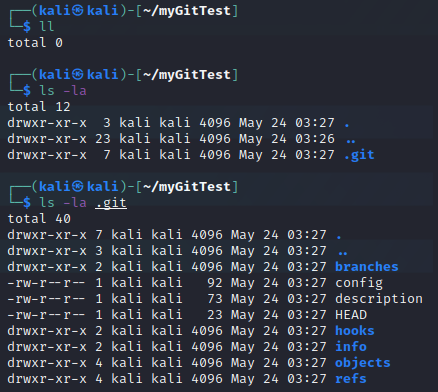 ┌──(kali㉿kali)-[~/myGitTest]
└─$ ll
total 0
┌──(kali㉿kali)-[~/myGitTest]
└─$ ls -la
total 12
drwxr-xr-x  3 kali kali 4096 May 24 03:27 .
drwxr-xr-x 23 kali kali 4096 May 24 03:26 ..
drwxr-xr-x  7 kali kali 4096 May 24 03:27 .git
┌──(kali㉿kali)-[~/myGitTest]
└─$ ls -la .git
total 40
drwxr-xr-x 7 kali kali 4096 May 24 03:27 .
drwxr-xr-x 3 kali kali 4096 May 24 03:27 ..
drwxr-xr-x 2 kali kali 4096 May 24 03:27 branches
-rw-r--r-- 1 kali kali   92 May 24 03:27 config
-rw-r--r-- 1 kali kali   73 May 24 03:27 description
-rw-r--r-- 1 kali kali   23 May 24 03:27 HEAD
drwxr-xr-x 2 kali kali 4096 May 24 03:27 hooks
drwxr-xr-x 2 kali kali 4096 May 24 03:27 info
drwxr-xr-x 4 kali kali 4096 May 24 03:27 objects
drwxr-xr-x 4 kali kali 4096 May 24 03:27 refs